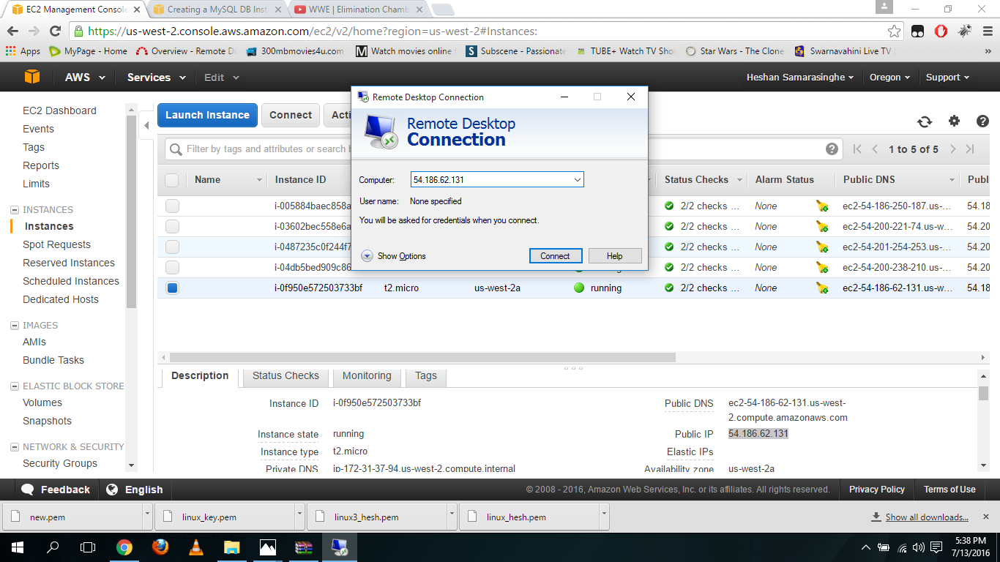 EC2 Management Conso
Creating a MySQL DB Inst
WWE | Elimination Chamb
https://us-west-2.console.aws.amazon.com/ec2/v2/home?region=us-west-2#Instances:
Apps
MyPage - Home
Overview - Remote D
300mbmovies4u.com
Watch movies online
Subscene - Passionate
TUBE+ Watch TV Sho
Star Wars - The Clone
Swarnavahini Live TV
»
AWS
Services
Edit
Heshan Samarasinghe
Oregon
Support
EC2 Dashboard
Events
Tags
Reports
Limits
INSTANCES
Instances
Spot Requests
Reserved Instances
Scheduled Instances
Dedicated Hosts
IMAGES
AMIs
Bundle Tasks
ELASTIC BLOCK STORE
Volumes
Snapshots
NETWORK & SECURITY
Security Groups
Launch Instance
Connect
Acti
Filter by tags and attributes or search b
1 to 5 of 5
Name
Instance ID
Status Checks
Alarm Status
Public DNS
Publ
i-005884baec858a
2/2 checks ...
None
ec2-54-186-250-187.us-...
54.18
i-03602bec558e6a
2/2 checks ...
None
ec2-54-200-221-74.us-w...
54.20
i-0487235c0f244f7
2/2 checks ...
None
ec2-54-201-254-253.us-...
54.20
i-04db5bed909c86
2/2 checks ...
None
ec2-54-200-238-210.us-...
54.20
i-0f950e572503733bf
t2.micro
us-west-2a
running
2/2 checks ...
None
ec2-54-186-62-131.us-w...
54.18
Remote Desktop Connection
Remote Desktop
Connection
Computer:
54.186.62.131
User name:
None specified
You will be asked for credentials when you connect.
Show Options
Connect
Help
Description
Status Checks
Monitoring
Tags
Instance ID
i-0f950e572503733bf
Public DNS
ec2-54-186-62-131.us-west-
2.compute.amazonaws.com
Instance state
running
Public IP
54.186.62.131
Instance type
t2.micro
Elastic IPs
Private DNS
ip-172-31-37-94.us-west-2.compute.internal
Availability zone
us-west-2a
Feedback
English
© 2008 - 2016, Amazon Web Services, Inc. or its affiliates. All rights reserved.
Privacy Policy
Terms of Use
new.pem
linux_key.pem
linux3_hesh.pem
linux_hesh.pem
Show all downloads...
5:38 PM
7/13/2016